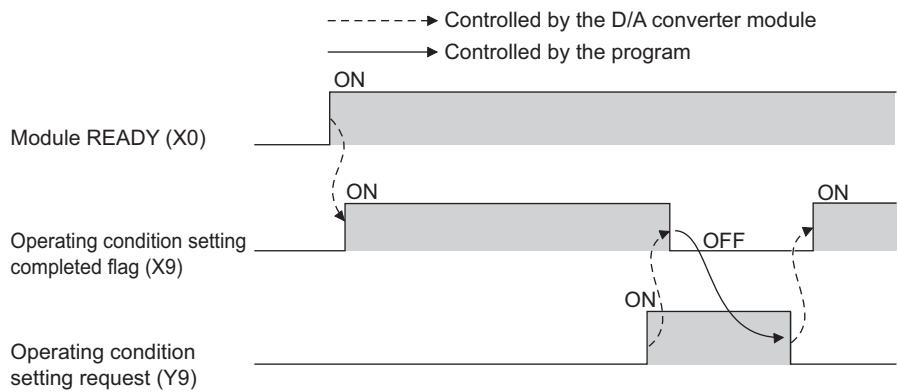 Controlled by the D/A converter module
Controlled by the program
ON
Module READY (X0)
ON
ON
Operating condition setting
completed flag (X9)
OFF
ON
Operating condition
setting request (Y9)